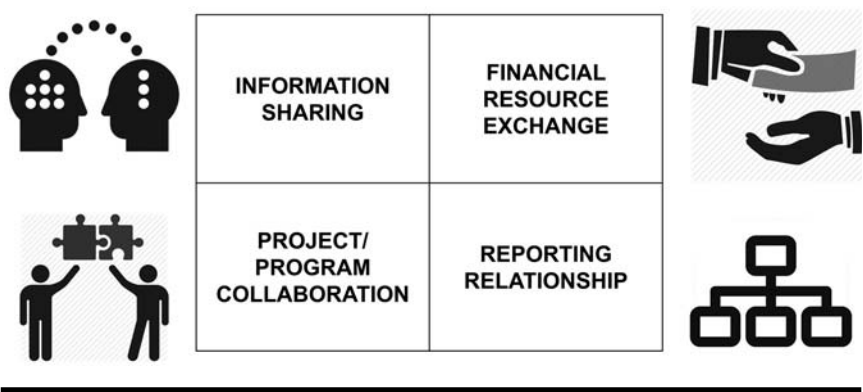 INFORMATION
SHARING
FINANCIAL
RESOURCE
EXCHANGE
PROJECT/
PROGRAM
COLLABORATION
REPORTING
RELATIONSHIP